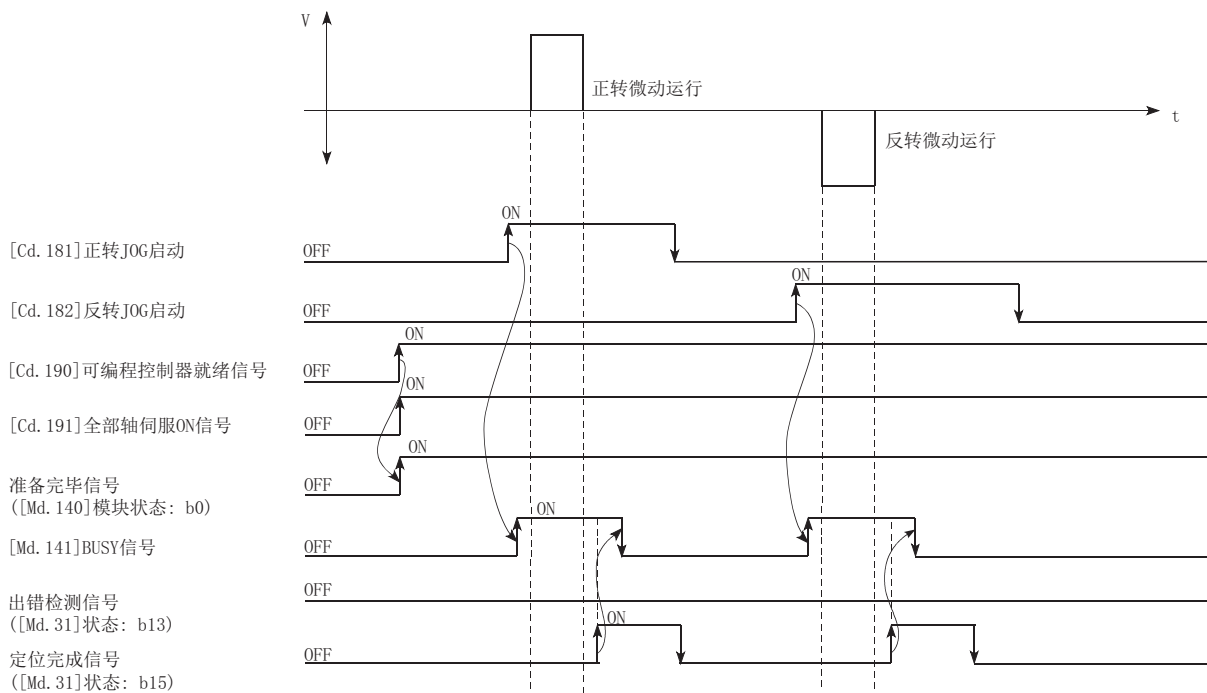 V
正转微动运行
t
反转微动运行
ON
[Cd.181]正转JOG启动
OFF
ON
[Cd.182]反转JOG启动
OFF
ON
[Cd.190]可编程控制器就绪信号
OFF
ON
[Cd.191]全部轴伺服ON信号
OFF
ON
准备完毕信号
([Md.140]模块状态: b0)
OFF
ON
[Md.141]BUSY信号
OFF
出错检测信号
([Md.31]状态: b13)
OFF
ON
定位完成信号
([Md.31]状态: b15)
OFF